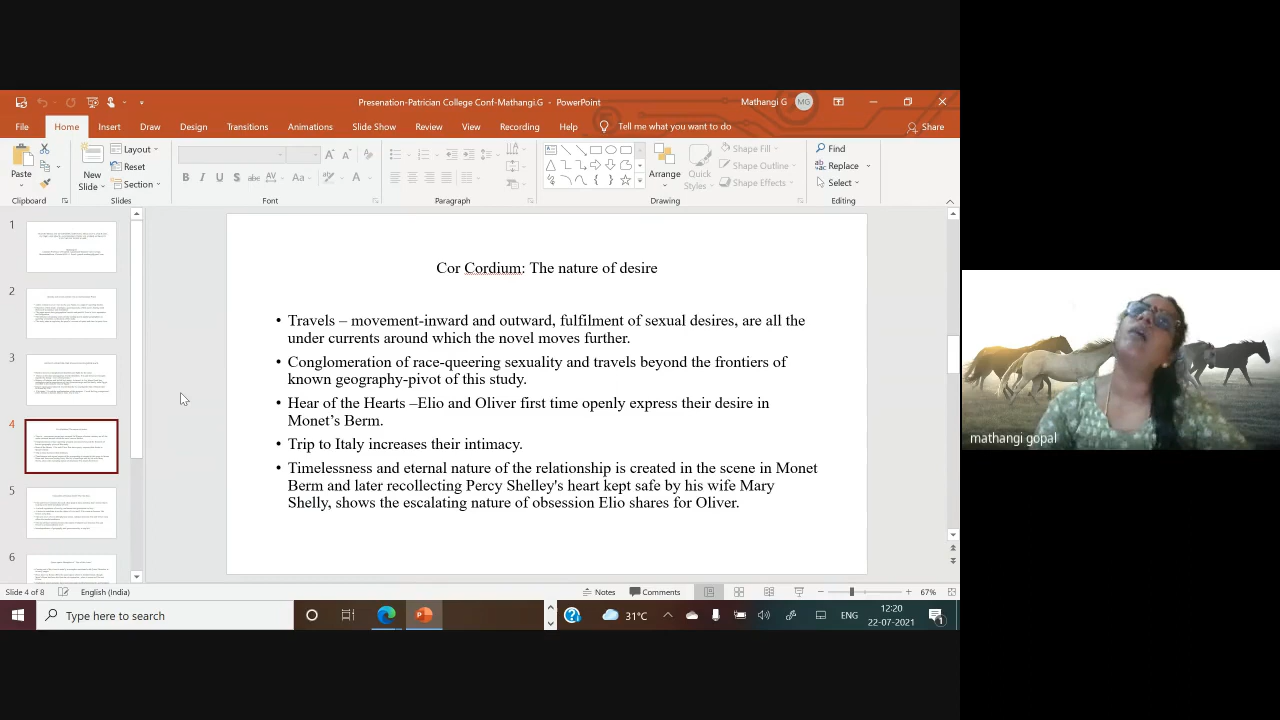 Presenation-Patrician College Conf-Mathangi.G - PowerPoint
Mathangi G
MG
File Home Insert Draw Design Transitions Animations Slide Show Review View Recording Help Tell me what you want to do Share
Paste
Clipboard
New
Slide
Layout
Reset
Section
Slides
Font
Paragraph
Arrange
Quick
Styles
Shape Fill
Shape Outline
Shape Effects
Drawing
Find
Replace
Select
Editing
1
2
3
4
5
6
Cor Cordium: The nature of desire
• Travels – movement-inward and outward, fulfilment of sexual desires, are all the
under currents around which the novel moves further.
• Conglomeration of race-queering sexuality and travels beyond the frontiers of
known geography-pivot of this study.
• Hear of the Hearts –Elio and Oliver first time openly express their desire in
Monet’s Berm.
• Trip to Italy increases their intimacy.
• Timelessness and eternal nature of the relationship is created in the scene in Monet
Berm and later recollecting Percy Shelley's heart kept safe by his wife Mary
Shelly, shows the escalating nature of obsession Elio shares for Oliver.
mathangi gopal
Slide 4 of 8 English (India) Notes Comments 67%
Type here to search
31°C
ENG
12:20
22-07-2021
1